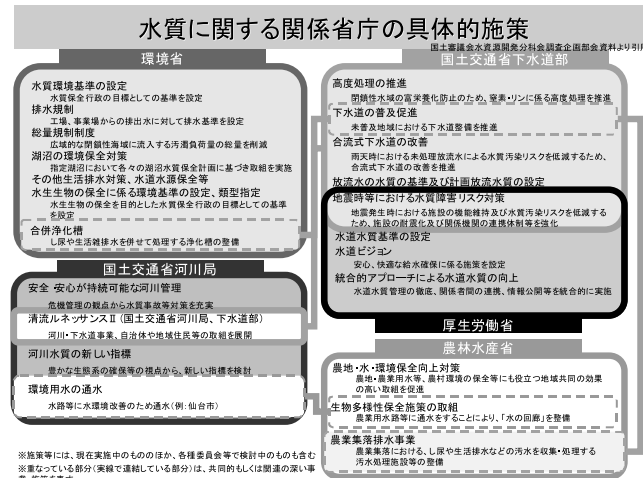 水質に関する関係省庁の具体的施策
国土審議会水資源開発分科会調査企画部会資料より引用
環境省
水質環境基準の設定
水質保全行政の目標としての基準を設定
排水規制
工場、事業場からの排出水に対して排水基準を設定
総量規制制度
広域的な閉鎖性海域に流入する汚濁負荷量の総量を削減
湖沼の環境保全対策
指定湖沼において各々の湖沼水質保全計画に基づき取組を実施
その他生活排水対策、水道水源保全等
水生生物の保全に係る環境基準の設定、類型指定
水生生物の保全を目的とした水質保全行政の目標としての基準
を設定
合併浄化槽
し尿や生活雑排水を併せて処理する浄化槽の整備
国土交通省河川局
安全・安心が持続可能な河川管理
危機管理の観点から水質事故等対策を充実
清流ルネッサンスⅡ(国土交通省河川局、下水道部)
河川・下水道事業、自治体や地域住民等の取組を展開
河川水質の新しい指標
豊かな生態系の確保等の視点から、新しい指標を検討
環境用水の通水
水路等に水環境改善のため通水(例:仙台市)
※施策等には、現在実施中のもののほか、各種委員会等で検討中のものも含む
※重なっている部分(実線で連結している部分)は、共同的もしくは関連の深い事
国土交通省下水道部
高度処理の推進
閉鎖性水域の富栄養化防止のため、窒素・リンに係る高度処理を推進
下水道の普及促進
未普及地域における下水道整備を推進
合流式下水道の改善
雨天時における未処理放流水による水質汚染リスクを低減するため、
合流式下水道の改善を推進
放流水の水質の基準及び計画放流水質の設定
地震時等における水質障害リスク対策
地震発生時における施設の機能維持及び水質汚染リスクを低減する
ため、施設の耐震化及び関係機関の連携体制等を強化
水道水質基準の設定
水道ビジョン
安心、快適な給水確保に係る施策を設定
統合的アプローチによる水道水質の向上
水道水質管理の徹底、関係者間の連携、情報公開等を統合的に実施
厚生労働省
農林水産省
農地・水・環境保全向上対策
農地・農業用水等、農村環境の保全等にも役立つ地域共同の効果
の高い取組を促進
生物多様性保全施策の取組
農業用水路等に通水をすることにより、「水の回廊」を整備
農業集落排水事業
農業集落における、し尿や生活排水などの汚水を収集・処理する
汚水処理施設等の整備